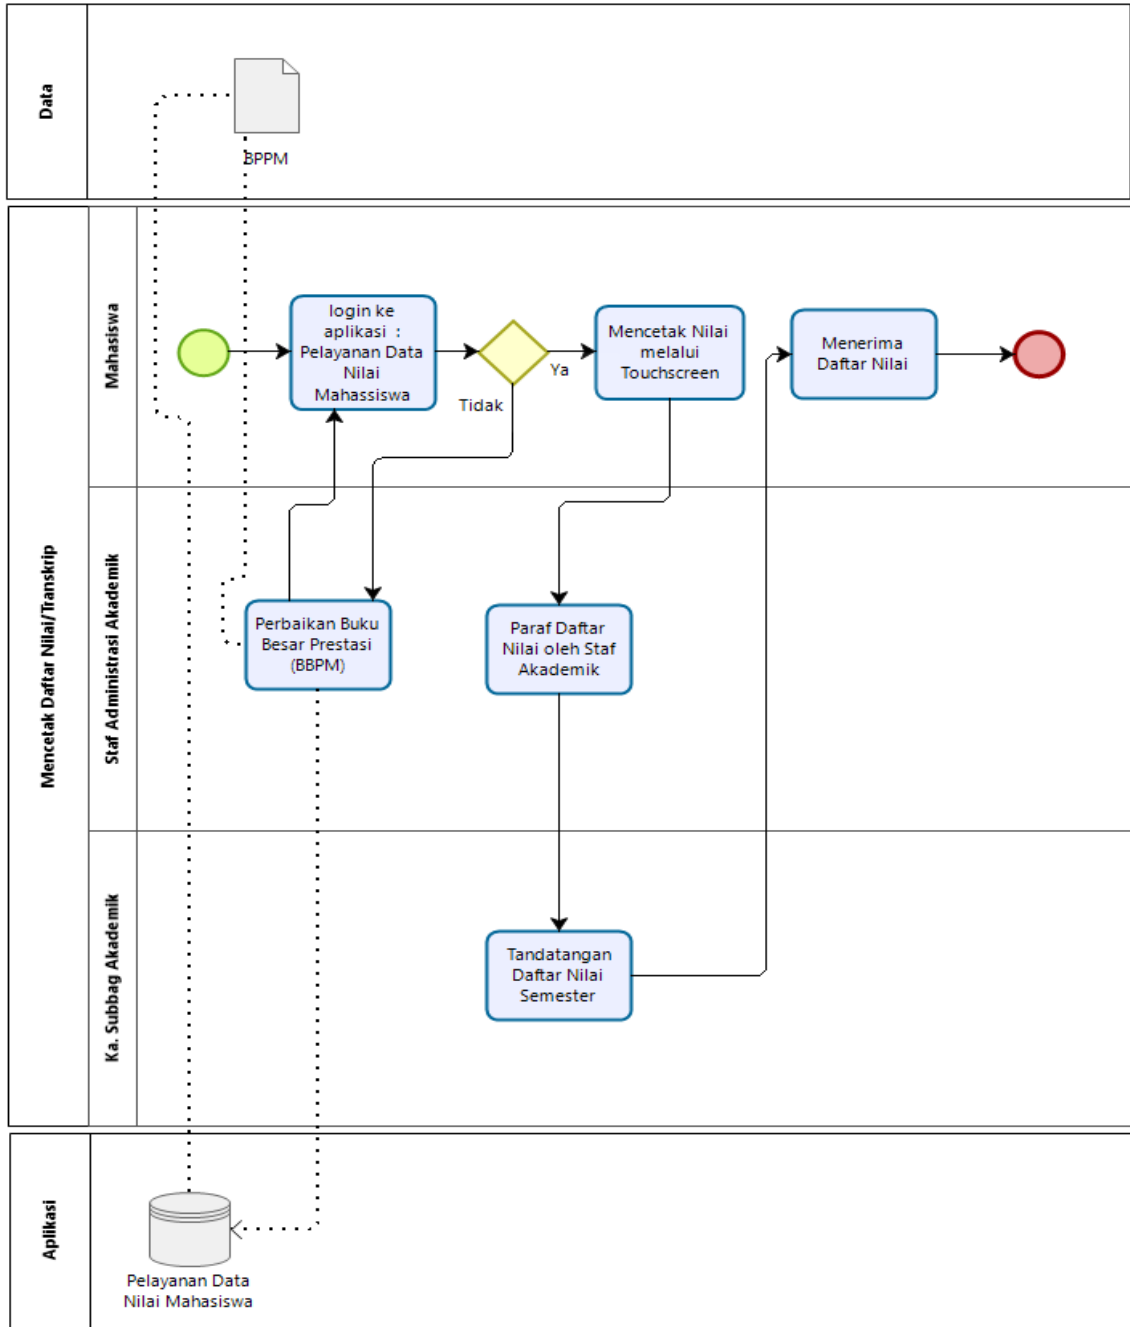 Data
BPPM
Mencetak Daftar Nilai/Transkrip
Mahasiswa
login ke
aplikasi :
Pelayanan Data
Nilai
Mahassiswa
Ya
Tidak
Mencetak Nilai
melalui
Touchscreen
Menerima
Daftar Nilai
Staf Administrasi Akademik
Perbaikan Buku
Besar Prestasi
(BBPM)
Paraf Daftar
Nilai oleh Staf
Akademik
Ka. Subbag Akademik
Tandatangan
Daftar Nilai
Semester
Aplikasi
Pelayanan Data
Nilai Mahasiswa